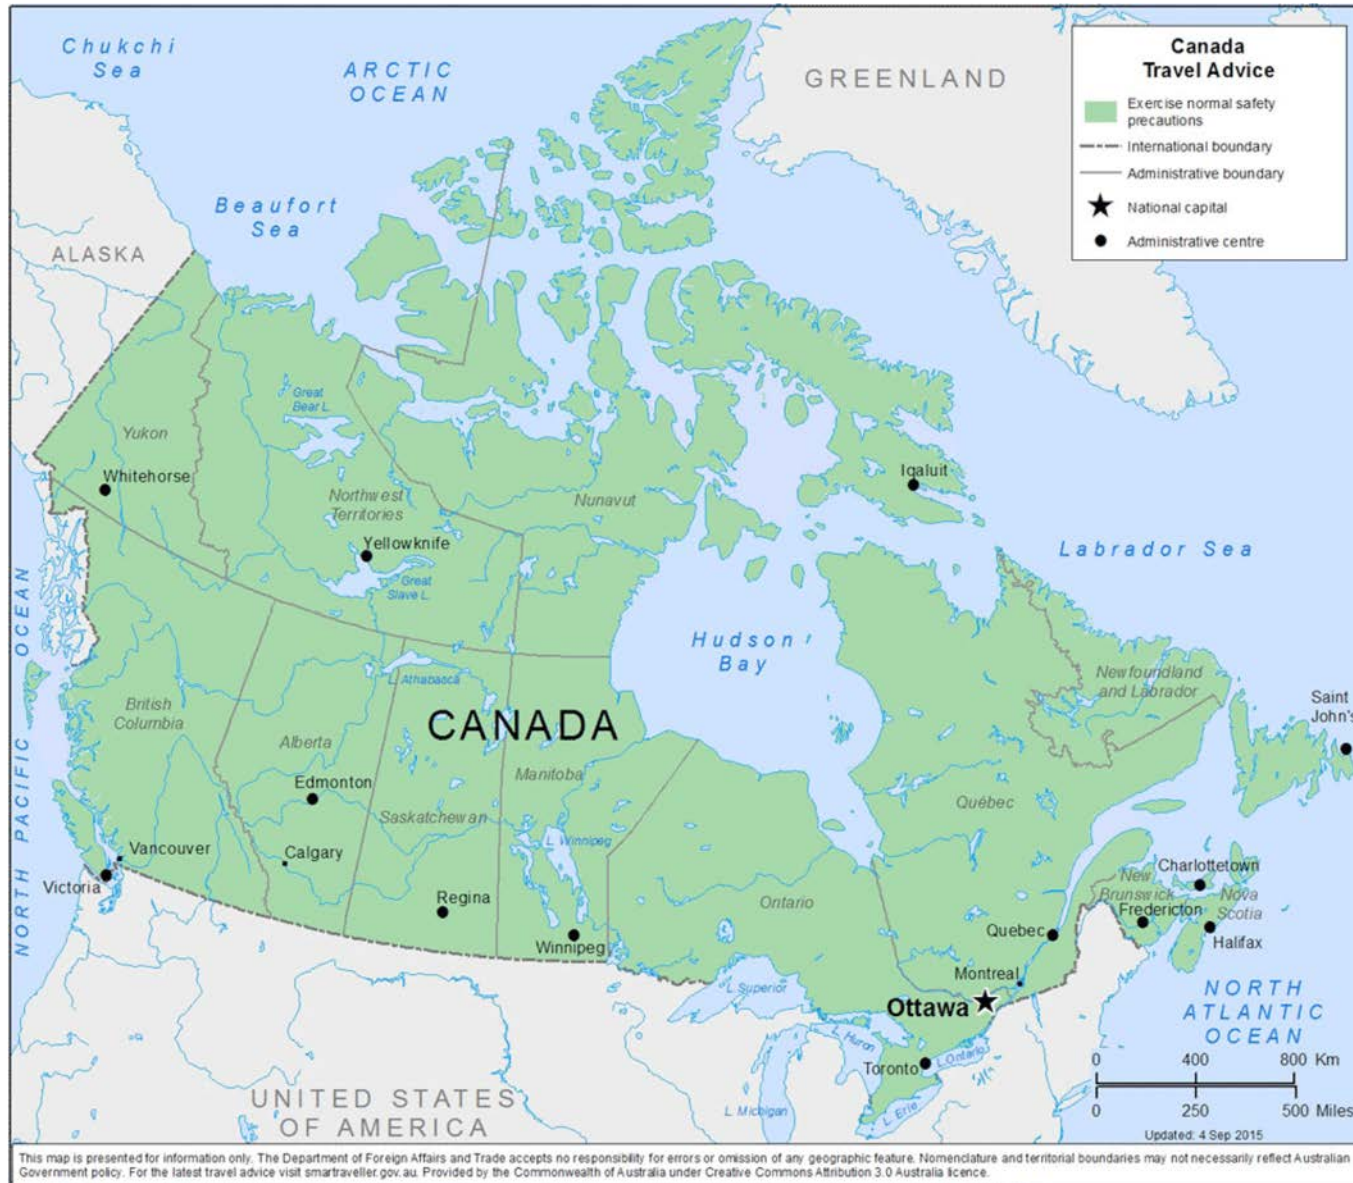 Chukchi
Sea
ARCTIC
OCEAN
GREENLAND
Canada
Travel Advice
Exercise normal safety
precautions
International boundary
Administrative boundary
National capital
Administrative centre
Beaufort
Sea
ALASKA
Great
Bear L.
Yukon
Whitehorse
Northwest
Territories
Nunavut
Iqaluit
Yellowknife
Great
Slave L.
Labrador Sea
Hudson
Bay
NORTH PACIFIC OCEAN
L. Athabasca
Newfoundland
and Labrador
British
Columbia
CANADA
Saint
John's
Alberta
Manitoba
Edmonton
Québec
Saskatchewan
L. Winnipeg
Vancouver
Calgary
Charlottetown
Victoria
New
Brunswick
Nova
Scotia
Regina
Ontario
Fredericton
Winnipeg
Quebec
Halifax
Montreal
L. Superior
Ottawa
NORTH
ATLANTIC
OCEAN
L. Huron
Toronto
L. Ontario
0 400 800 Km
UNITED STATES
OF AMERICA
L. Michigan
L. Erie
0 250 500 Miles
Updated: 4 Sep 2015
This map is presented for information only. The Department of Foreign Affairs and Trade accepts no responsibility for errors or omission of any geographic feature. Nomenclature and territorial boundaries may not necessarily reflect Australian
Government policy. For the latest travel advice visit smartraveller.gov.au. Provided by the Commonwealth of Australia under Creative Commons Attribution 3.0 Australia licence.